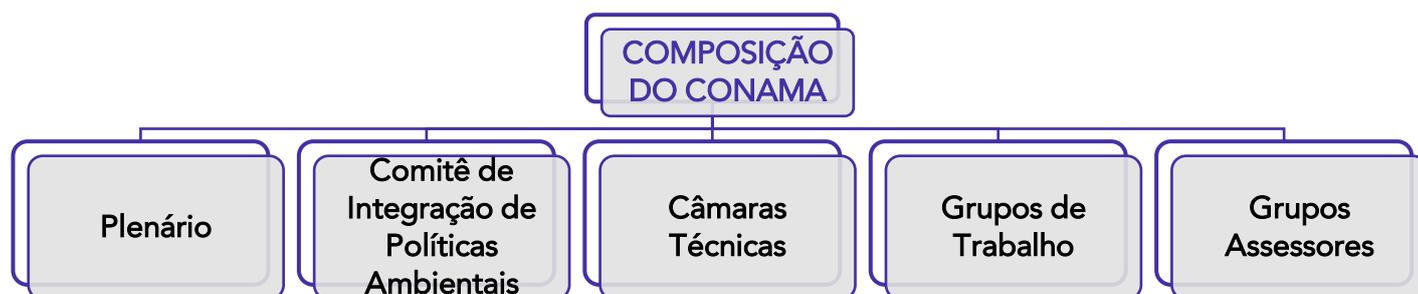 COMPOSIÇÃO
DO CONAMA
Plenário
Comitê de
Integração de
Políticas
Ambientais
Câmaras
Técnicas
Grupos de
Trabalho
Grupos
Assessores